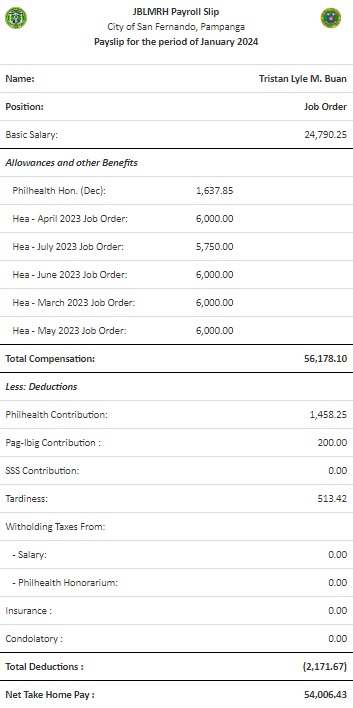 JBLMRH Payroll Slip
City of San Fernando, Pampanga
Payslip for the period of January 2024
Name: Tristan Lyle M. Buan
Position: Job Order
Basic Salary: 24,790.25
Allowances and other Benefits
Philhealth Hon. (Dec): 1,637.85
Hea - April 2023 Job Order: 6,000.00
Hea - July 2023 Job Order: 5,750.00
Hea - June 2023 Job Order: 6,000.00
Hea - March 2023 Job Order: 6,000.00
Hea - May 2023 Job Order: 6,000.00
Total Compensation: 56,178.10
Less: Deductions
Philhealth Contribution: 1,458.25
Pag-Ibig Contribution : 200.00
SSS Contribution: 0.00
Tardiness: 513.42
Witholding Taxes From:
- Salary: 0.00
- Philhealth Honorarium: 0.00
Insurance : 0.00
Condolatory : 0.00
Total Deductions : (2,171.67)
Net Take Home Pay : 54,006.43